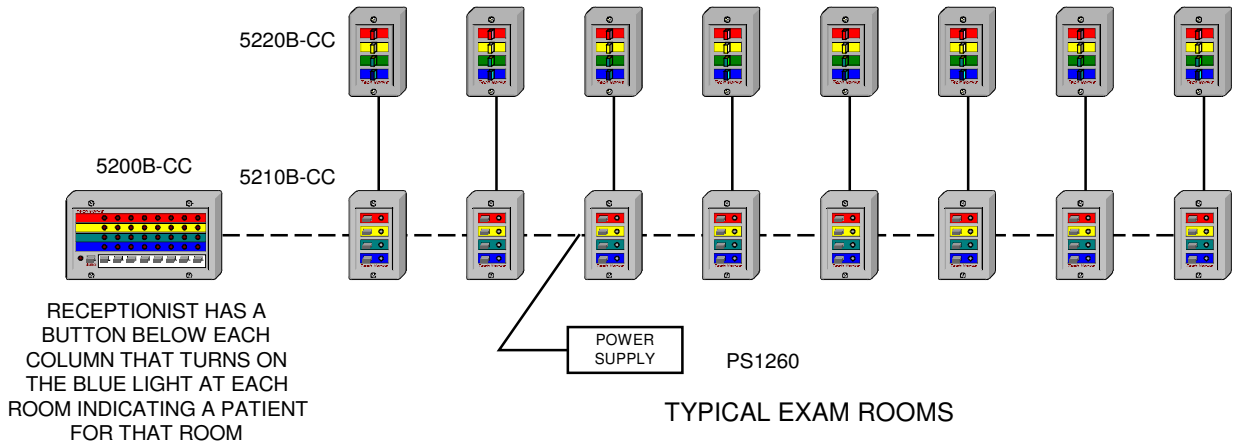 5220B-CC
5200B-CC
5210B-CC
RECEPTIONIST HAS A
BUTTON BELOW EACH
COLUMN THAT TURNS ON
THE BLUE LIGHT AT EACH
ROOM INDICATING A PATIENT
FOR THAT ROOM
POWER
SUPPLY
PS1260
TYPICAL EXAM ROOMS